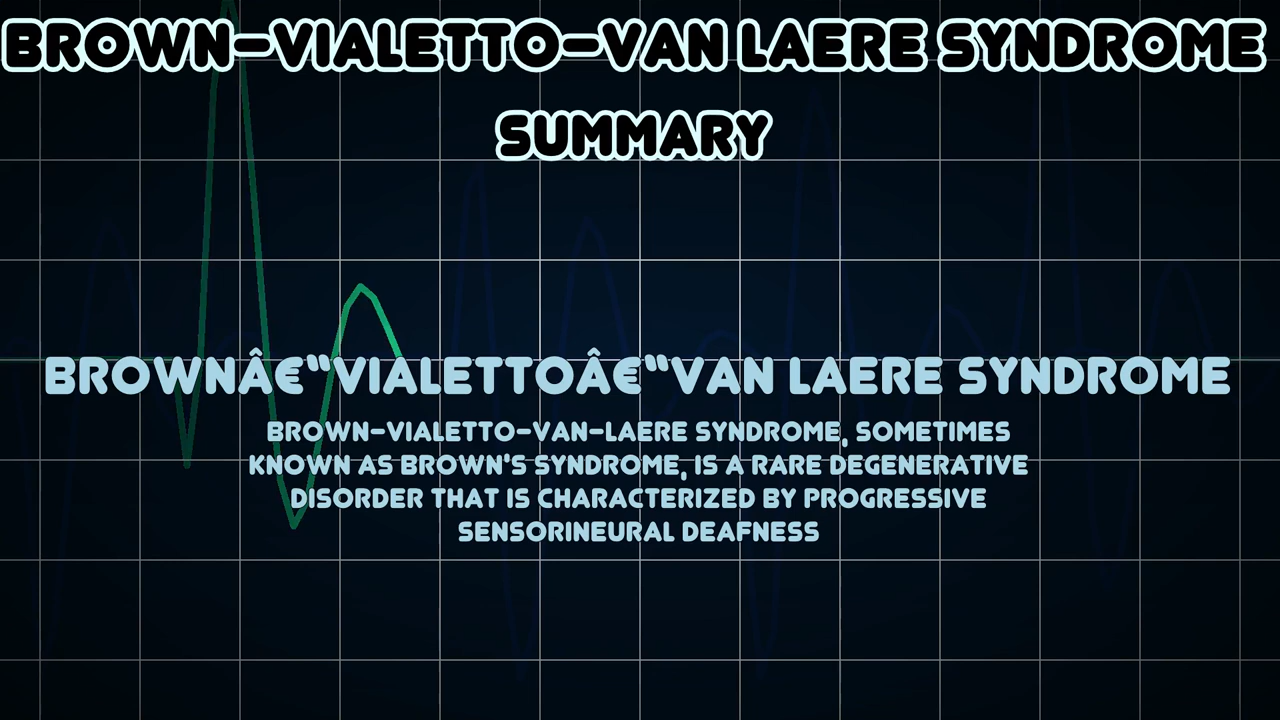 BROWN-VIALETTO-VAN LAERE SYNDROME
SUMMARY
BROWNÂ€“VIALETTOÂ€“VAN LAERE SYNDROME
BROWN-VIALETTO-VAN-LAERE SYNDROME, SOMETIMES
KNOWN AS BROWN'S SYNDROME, IS A RARE DEGENERATIVE
DISORDER THAT IS CHARACTERIZED BY PROGRESSIVE
SENSORINEURAL DEAFNESS